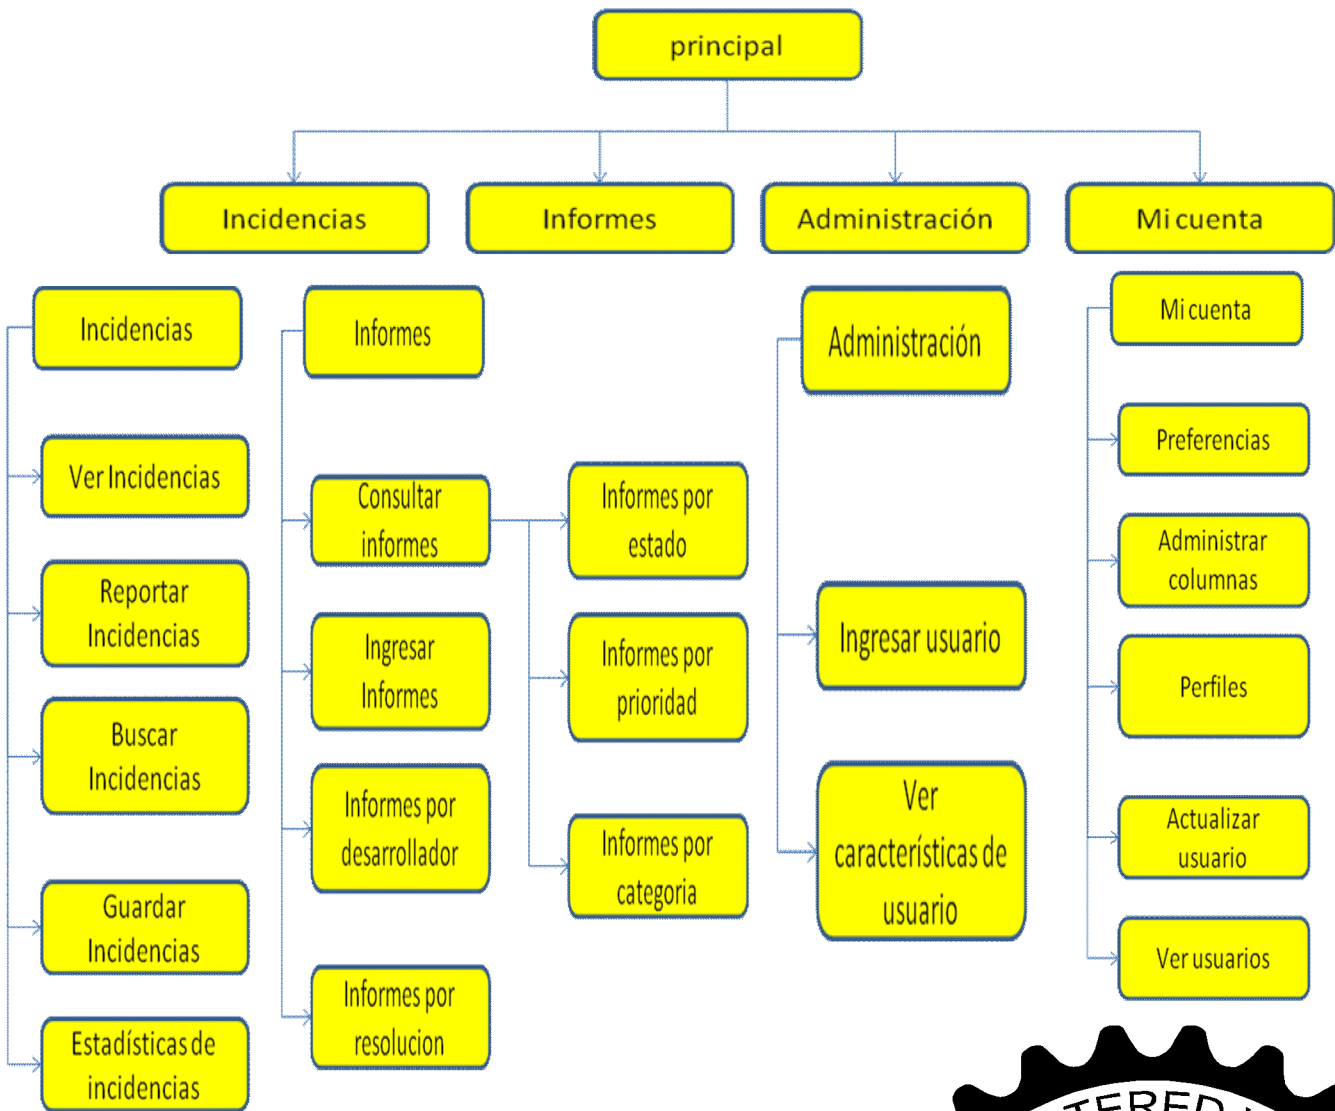 principal
Incidencias
Informes
Administración
Mi cuenta
Incidencias
Ver Incidencias
Reportar
Incidencias
Buscar
Incidencias
Guardar
Incidencias
Estadísticas de
incidencias
Informes
Consultar
informes
Ingresar
Informes
Informes por
desarrollador
Informes por
resolucion
Informes por
estado
Informes por
prioridad
Informes por
categoria
Administración
Ingresar usuario
Ver
características de
usuario
Mi cuenta
Preferencias
Administrar
columnas
Perfiles
Actualizar
usuario
Ver usuarios